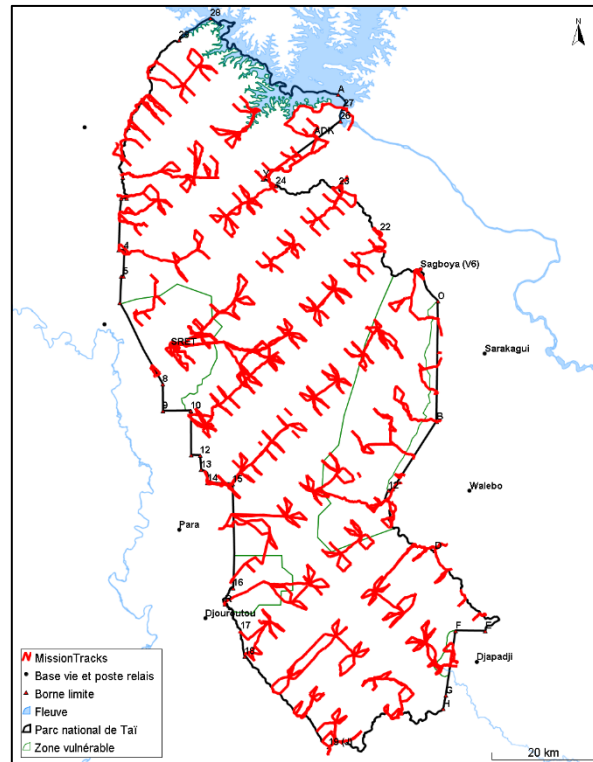 28
29
N
A
27
26
ADK
Y
24
23
22
4
Sagboya (V6)
5
O
SRET
Sarakagui
8
9
10
B
12
13
14
15
12
Walebo
Para
D
16
R
Djouroutou
17
F
E
18
Djapadji
G
H
19 (J)
MissionTracks
Base vie et poste relais
Borne limite
Fleuve
Parc national de Taï
Zone vulnérable
20 km